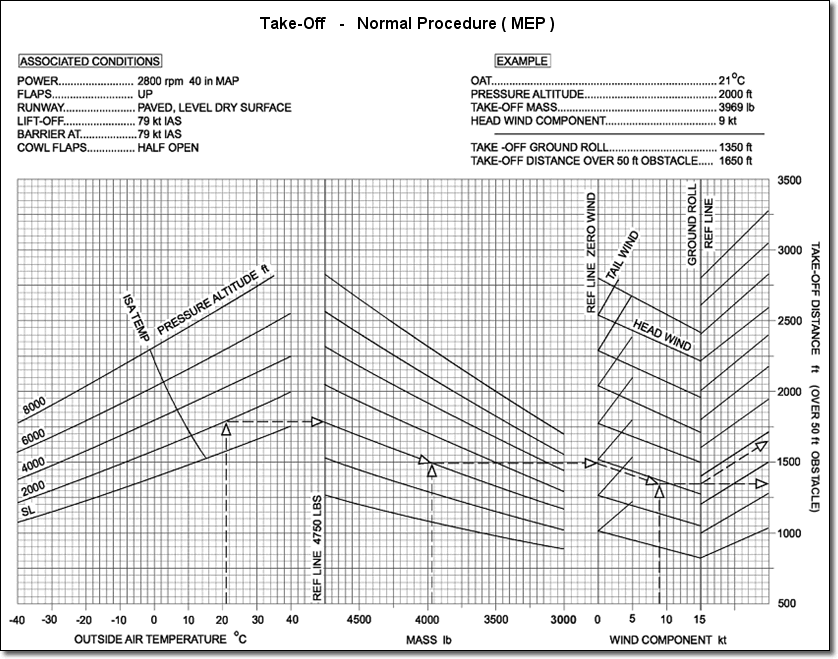 Take-Off - Normal Procedure ( MEP )
ASSOCIATED CONDITIONS
POWER........................ 2800 rpm 40 in MAP
FLAPS......................... UP
RUNWAY..................... PAVED, LEVEL DRY SURFACE
LIFT-OFF..................... 79 kt IAS
BARRIER AT................. 79 kt IAS
COWL FLAPS................ HALF OPEN
EXAMPLE
OAT............................................................ 21°C
PRESSURE ALTITUDE.................................. 2000 ft
TAKE-OFF MASS......................................... 3969 lb
HEAD WIND COMPONENT............................ 9 kt
TAKE -OFF GROUND ROLL........................... 1350 ft
TAKE-OFF DISTANCE OVER 50 ft OBSTACLE..... 1650 ft
ISA TEMP
PRESSURE ALTITUDE ft
8000
6000
4000
2000
SL
REF LINE 4750 LBS
REF LINE ZERO WIND
TAIL WIND
HEAD WIND
GROUND ROLL
REF LINE
3500
3000
2500
2000
1500
1000
500
TAKE-OFF DISTANCE ft (OVER 50 ft OBSTACLE)
-40 -30 -20 -10 0 10 20 30 40
4500 4000 3500 3000
0 5 10 15
OUTSIDE AIR TEMPERATURE °C
MASS lb
WIND COMPONENT kt